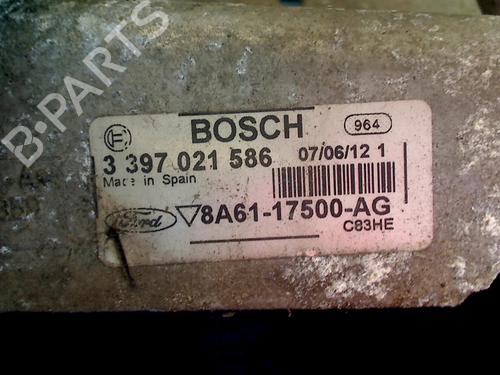 B-PARTS
BOSCH 964
3 397 021 586 07/06/12 1
Made in Spain
Ford 8A61-17500-AG
C83HE